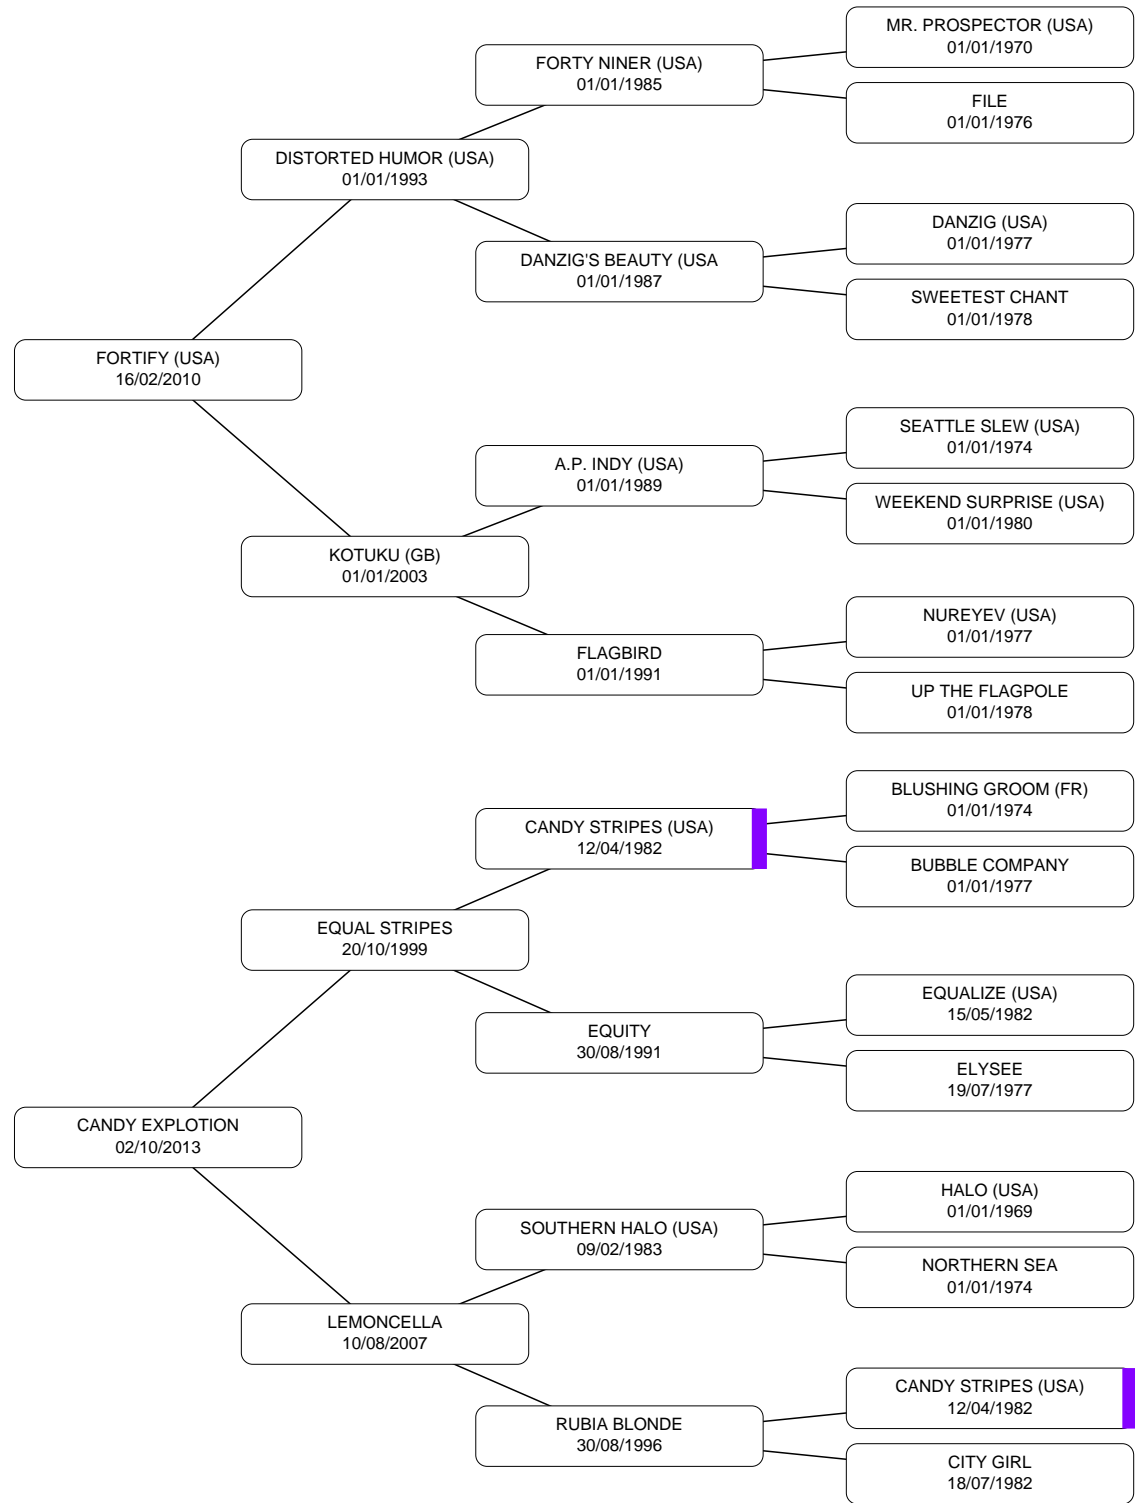 MR. PROSPECTOR (USA)
01/01/1970
FORTY NINER (USA)
01/01/1985
FILE
01/01/1976
DISTORTED HUMOR (USA)
01/01/1993
DANZIG (USA)
01/01/1977
DANZIG'S BEAUTY (USA
01/01/1987
SWEETEST CHANT
01/01/1978
FORTIFY (USA)
16/02/2010
SEATTLE SLEW (USA)
01/01/1974
A.P. INDY (USA)
01/01/1989
WEEKEND SURPRISE (USA)
01/01/1980
KOTUKU (GB)
01/01/2003
NUREYEV (USA)
01/01/1977
FLAGBIRD
01/01/1991
UP THE FLAGPOLE
01/01/1978
BLUSHING GROOM (FR)
01/01/1974
CANDY STRIPES (USA)
12/04/1982
BUBBLE COMPANY
01/01/1977
EQUAL STRIPES
20/10/1999
EQUALIZE (USA)
15/05/1982
EQUITY
30/08/1991
ELYSEE
19/07/1977
CANDY EXPLOTION
02/10/2013
HALO (USA)
01/01/1969
SOUTHERN HALO (USA)
09/02/1983
NORTHERN SEA
01/01/1974
LEMONCELLA
10/08/2007
CANDY STRIPES (USA)
12/04/1982
RUBIA BLONDE
30/08/1996
CITY GIRL
18/07/1982